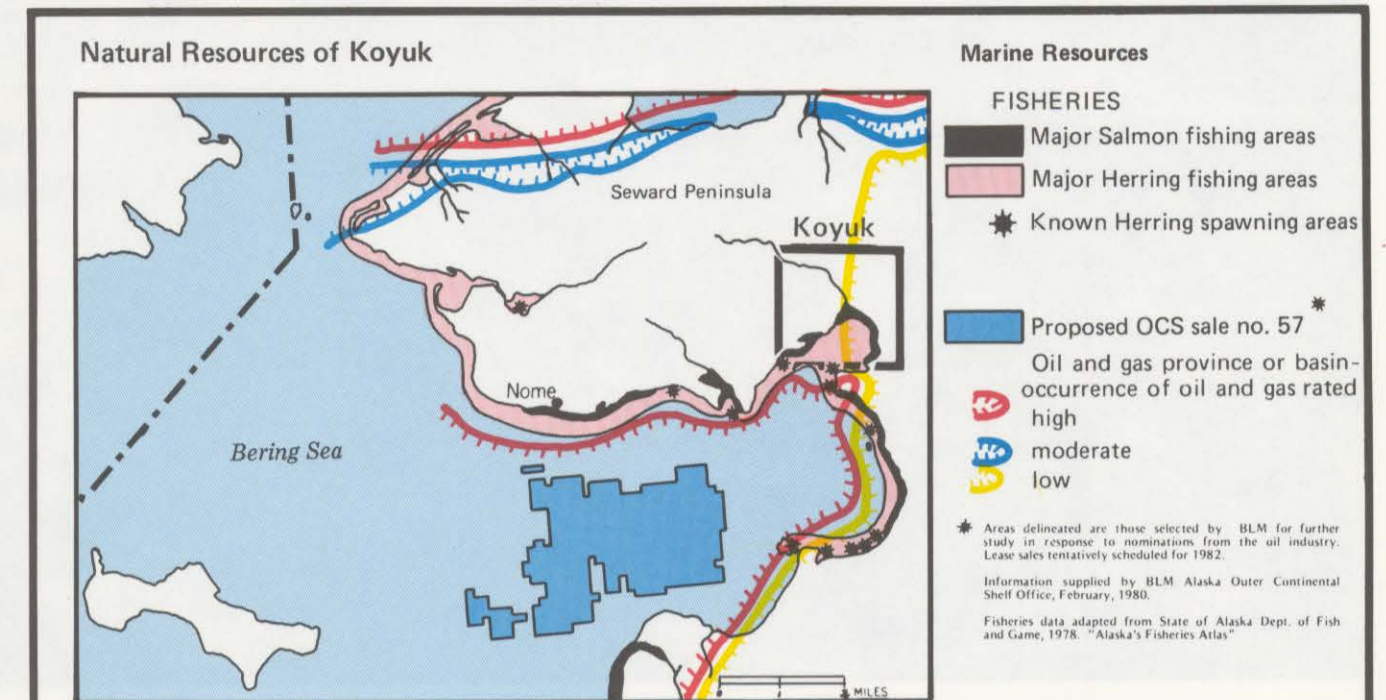 Natural Resources of Koyuk
Seward Peninsula
Koyuk
Nome
Bering Sea
MILES
Marine Resources
FISHERIES
Major Salmon fishing areas
Major Herring fishing areas
Known Herring spawning areas
Proposed OCS sale no. 57 *
Oil and gas province or basin-
occurrence of oil and gas rated
high
moderate
low
* Areas delineated are those selected by BLM for further
study in response to nominations from the oil industry.
Lease sales tentatively scheduled for 1982.
Information supplied by BLM Alaska Outer Continental
Shelf Office, February, 1980.
Fisheries data adapted from State of Alaska Dept. of Fish
and Game, 1978. "Alaska's Fisheries Atlas"